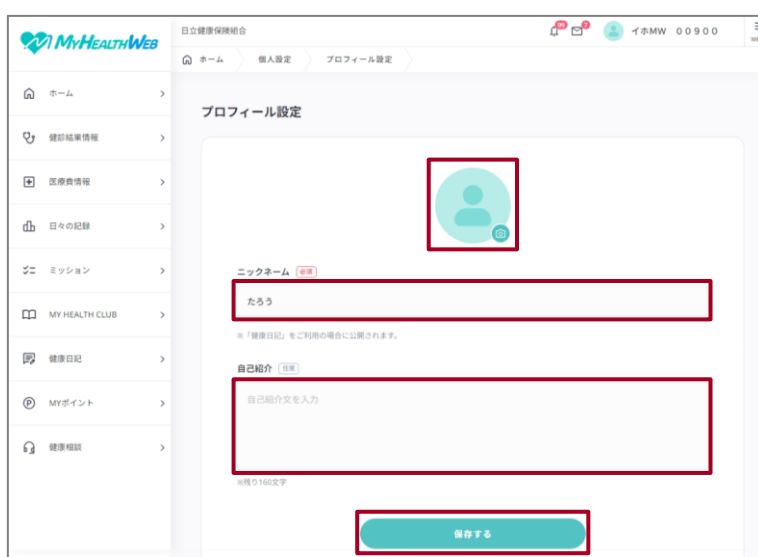 MY HEALTH WEB
日立健康保険組合
99
7
イホMW 00900
ホーム
個人設定
プロフィール設定
ホーム
健診結果情報
医療費情報
日々の記録
ミッション
MY HEALTH CLUB
健康日記
MYポイント
健康相談
プロフィール設定
ニックネーム 必須
たろう
※「健康日記」をご利用の場合に公開されます。
自己紹介 任意
自己紹介文を入力
※残り160文字
保存する